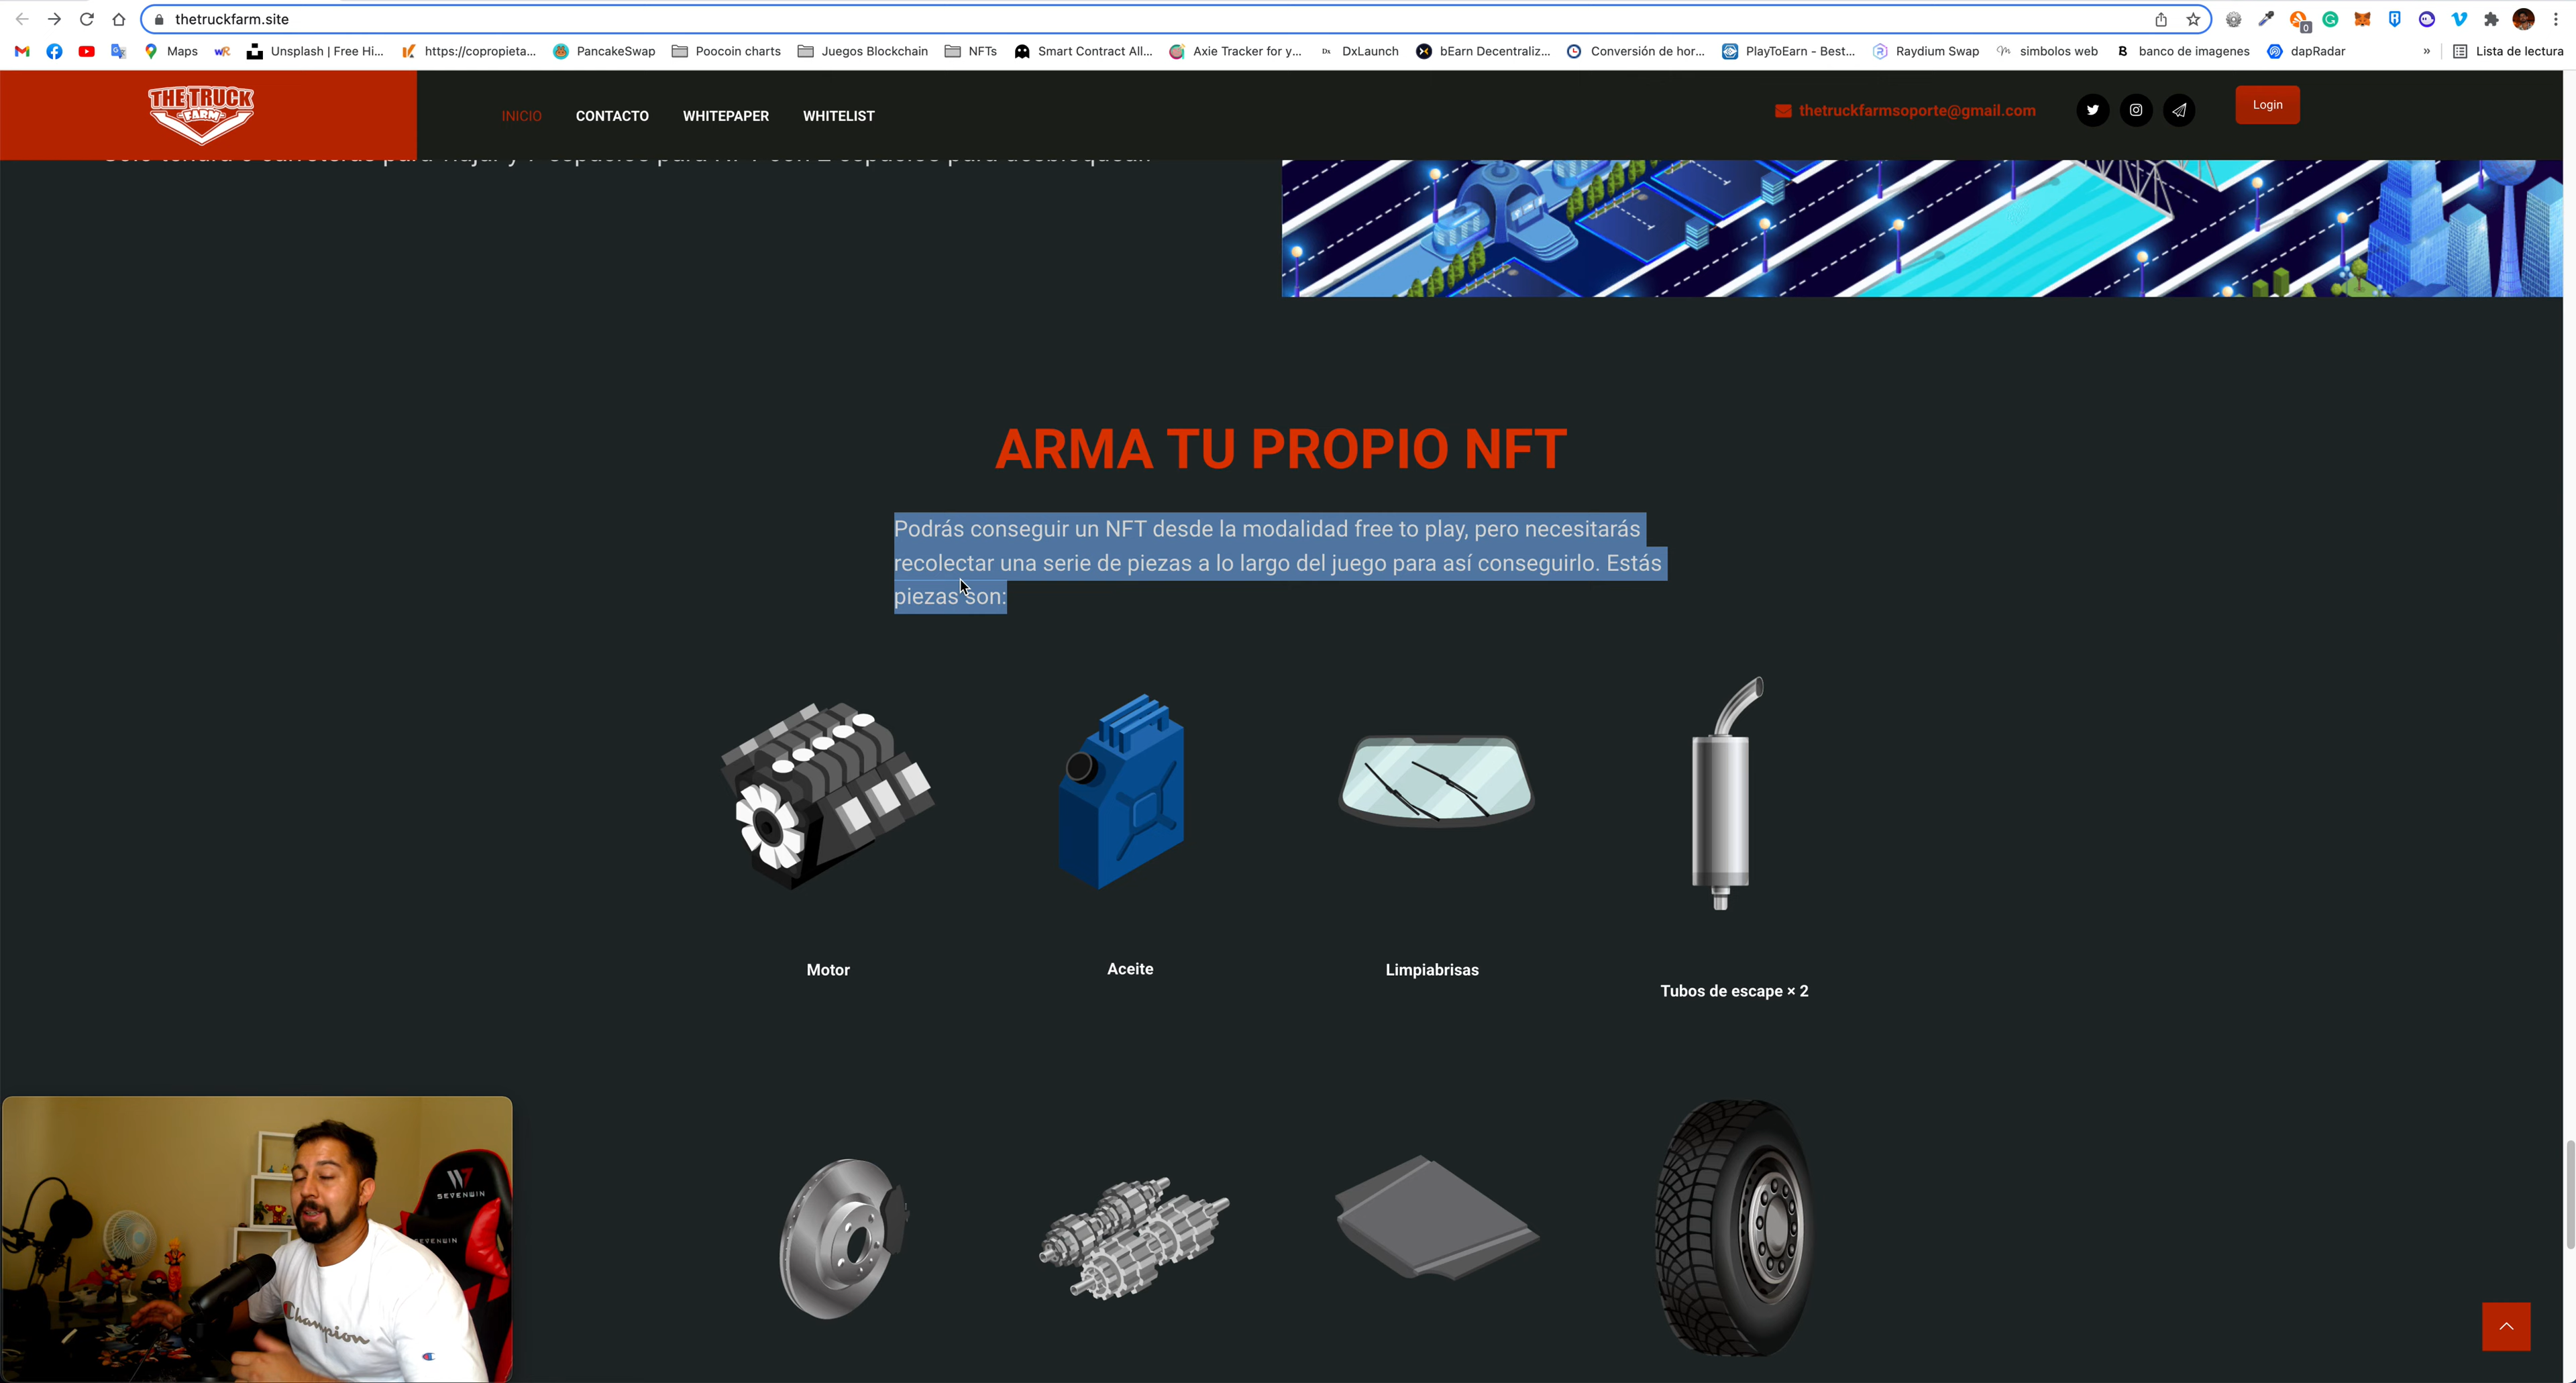 thetruckfarm.site
Maps
Unsplash | Free Hi...
https://copropieta...
PancakeSwap
Poocoin charts
Juegos Blockchain
NFTs
Smart Contract All...
Axie Tracker for y...
DxLaunch
bEarn Decentraliz...
Conversión de hor...
PlayToEarn - Best...
Raydium Swap
simbolos web
banco de imagenes
dapRadar
»
Lista de lectura
THE TRUCK
FARM
INICIO
CONTACTO
WHITEPAPER
WHITELIST
thetruckfarmsoporte@gmail.com
Login
ARMA TU PROPIO NFT
Podrás conseguir un NFT desde la modalidad free to play, pero necesitarás
recolectar una serie de piezas a lo largo del juego para así conseguirlo. Estás
piezas son:
Motor
Aceite
Limpiabrisas
Tubos de escape × 2
SEVENWIN
SEVENWIN
Champion